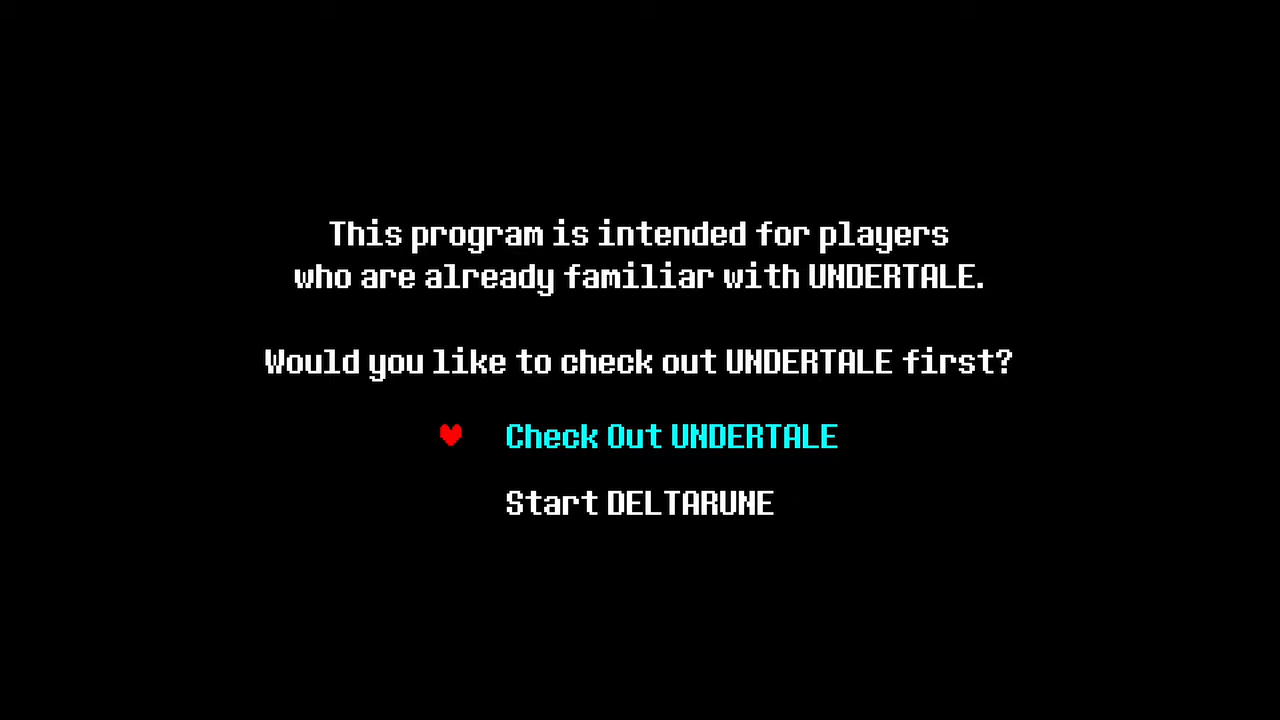 This program is intended for players
who are already familiar with UNDERTALE.
Would you like to check out UNDERTALE first?
Check Out UNDERTALE
Start DELTARUNE